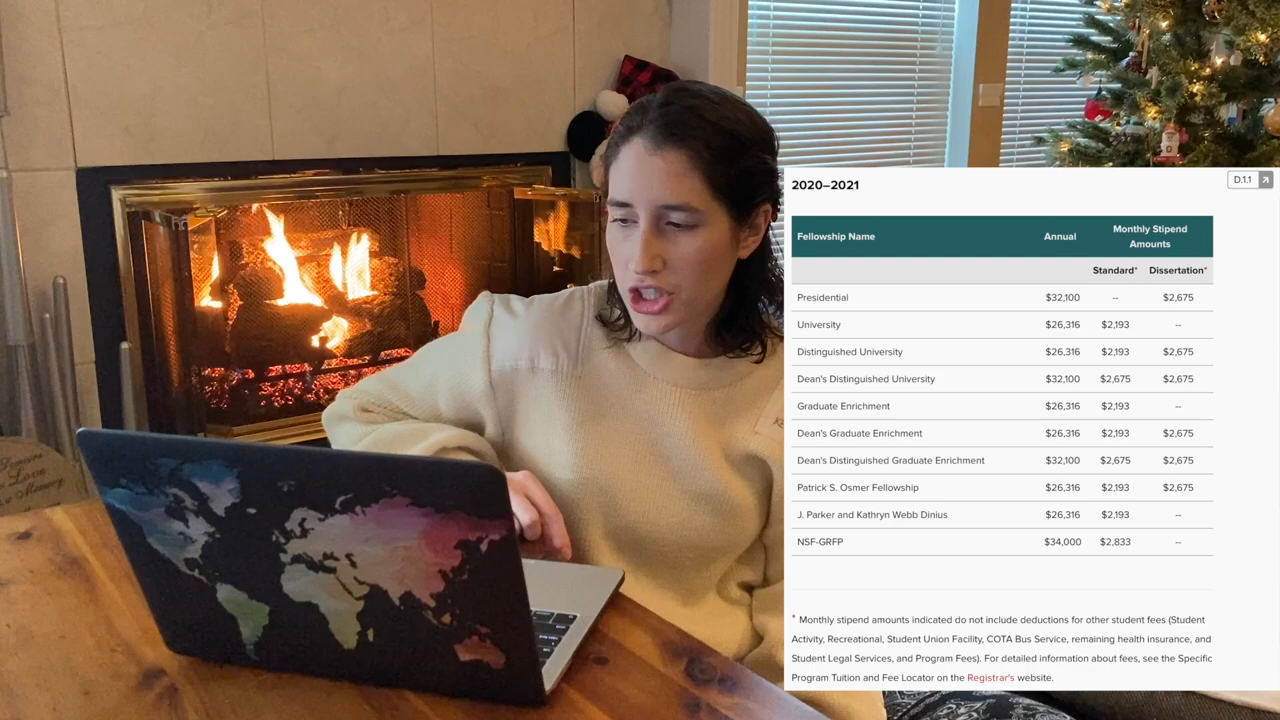 2020–2021
D.1.1
Fellowship Name Annual Monthly Stipend Amounts
Standard* Dissertation*
Presidential $32,100 -- $2,675
University $26,316 $2,193 --
Distinguished University $26,316 $2,193 $2,675
Dean's Distinguished University $32,100 $2,675 $2,675
Graduate Enrichment $26,316 $2,193 --
Dean's Graduate Enrichment $26,316 $2,193 $2,675
Dean's Distinguished Graduate Enrichment $32,100 $2,675 $2,675
Patrick S. Osmer Fellowship $26,316 $2,193 $2,675
J. Parker and Kathryn Webb Dinius $26,316 $2,193 --
NSF-GRFP $34,000 $2,833 --
* Monthly stipend amounts indicated do not include deductions for other student fees (Student
Activity, Recreational, Student Union Facility, COTA Bus Service, remaining health insurance, and
Student Legal Services, and Program Fees). For detailed information about fees, see the Specific
Program Tuition and Fee Locator on the Registrar's website.
Love
Memory